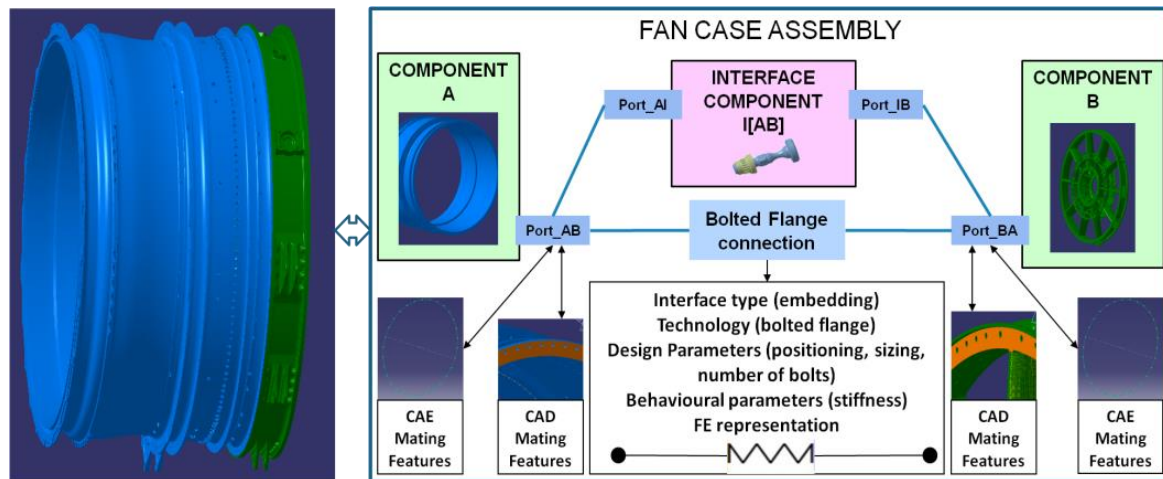 FAN CASE ASSEMBLY
COMPONENT
A
INTERFACE
COMPONENT
I[AB]
COMPONENT
B
Port_AI
Port_IB
Port_AB
Bolted Flange
connection
Port_BA
Interface type (embedding)
Technology (bolted flange)
Design Parameters (positioning, sizing,
number of bolts)
Behavioural parameters (stiffness)
FE representation
CAE
Mating
Features
CAD
Mating
Features
CAD
Mating
Features
CAE
Mating
Features